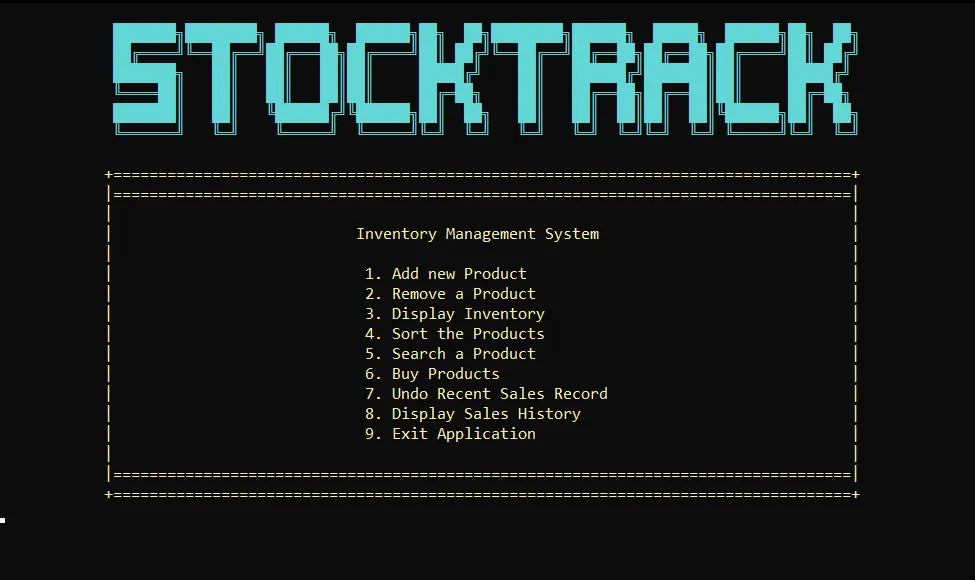 STOCKTRACK
Inventory Management System
1. Add new Product
2. Remove a Product
3. Display Inventory
4. Sort the Products
5. Search a Product
6. Buy Products
7. Undo Recent Sales Record
8. Display Sales History
9. Exit Application